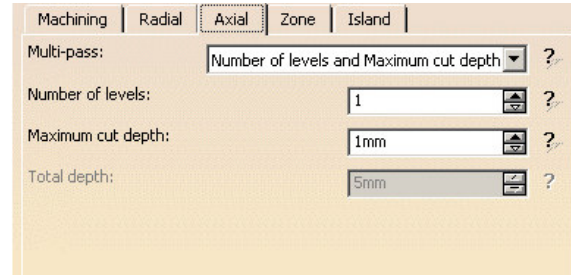 Machining Radial Axial Zone Island
Multi-pass: Number of levels and Maximum cut depth ?
Number of levels: 1 ?
Maximum cut depth: 1mm ?
Total depth: 5mm ?